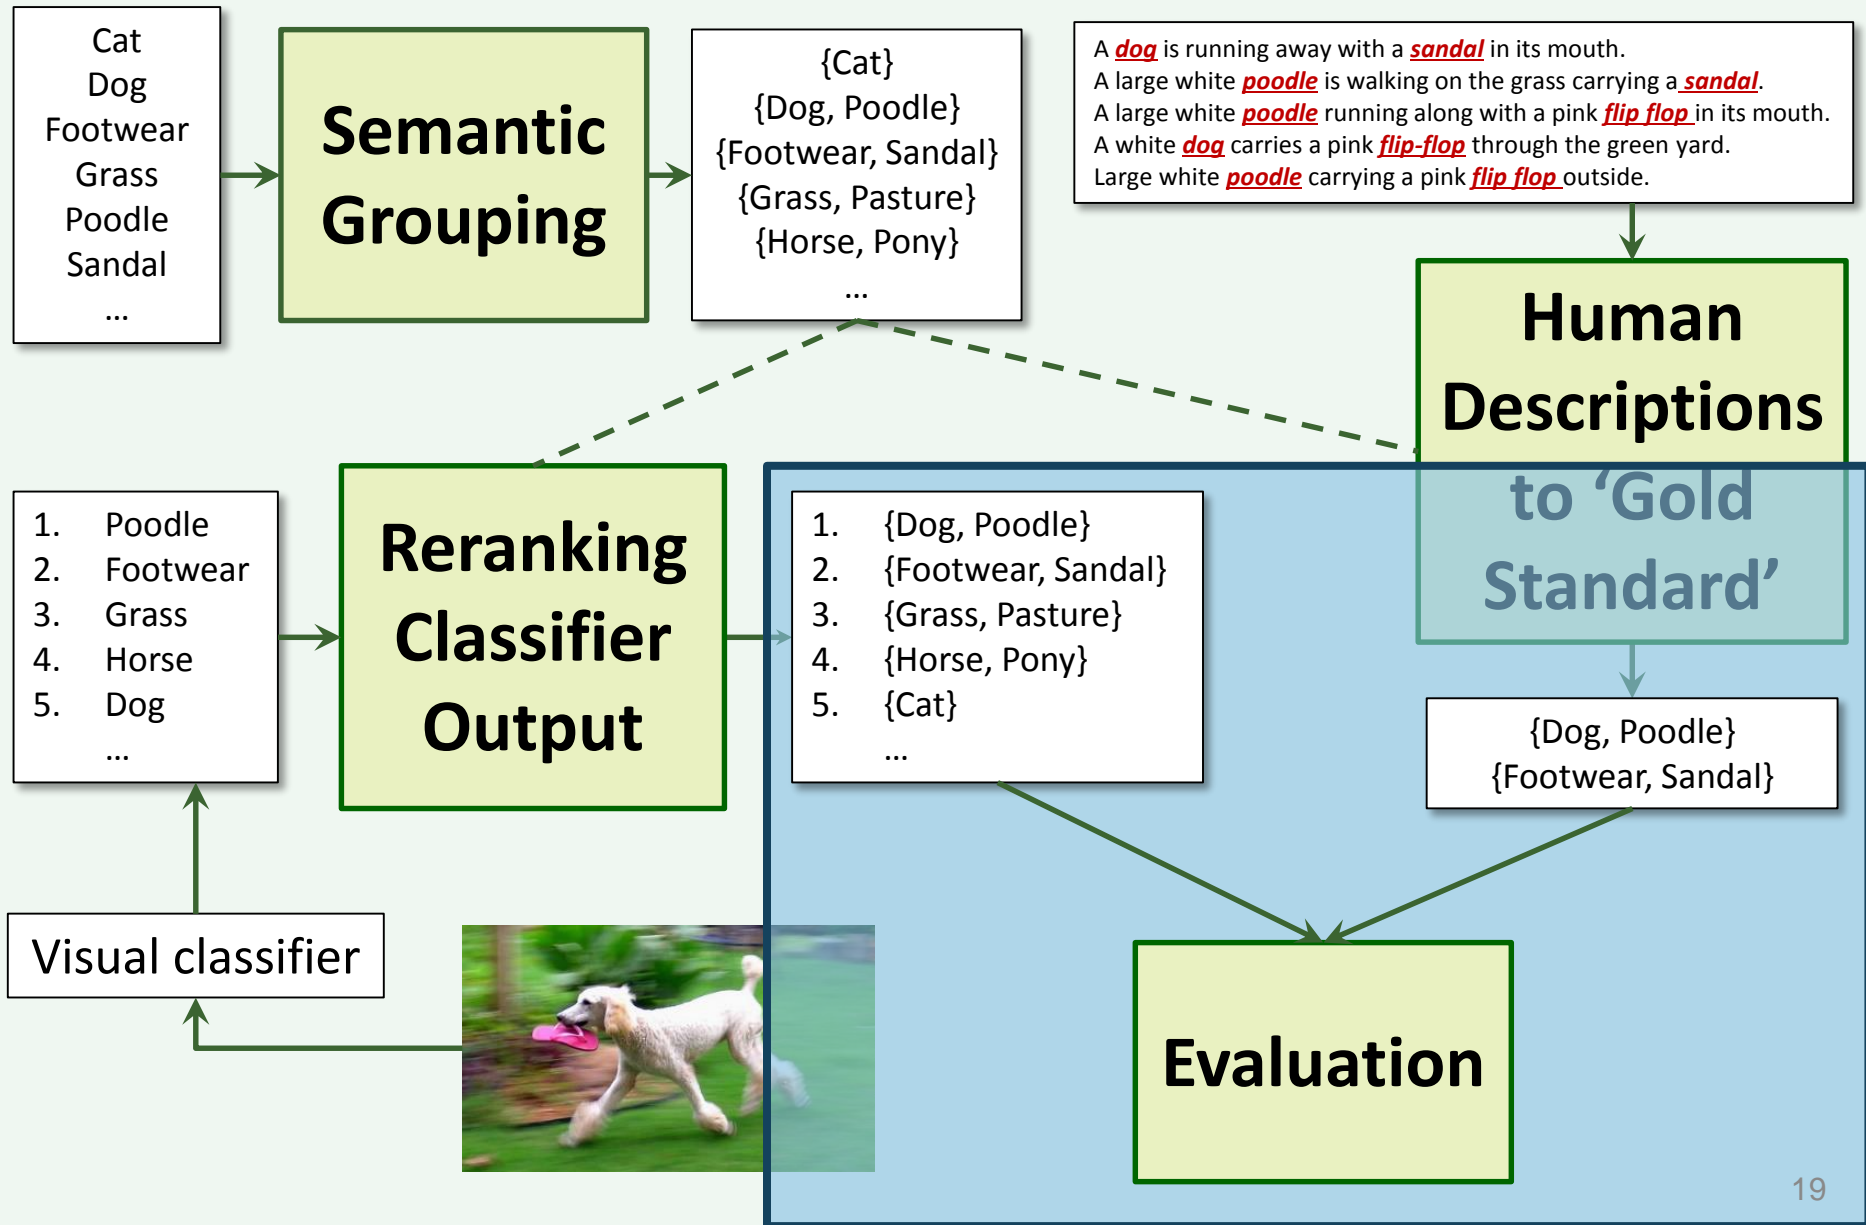 Cat
Dog
Footwear
Grass
Poodle
Sandal
...
Semantic
Grouping
{Cat}
{Dog, Poodle}
{Footwear, Sandal}
{Grass, Pasture}
{Horse, Pony}
...
A dog is running away with a sandal in its mouth.
A large white poodle is walking on the grass carrying a sandal.
A large white poodle running along with a pink flip flop in its mouth.
A white dog carries a pink flip-flop through the green yard.
Large white poodle carrying a pink flip flop outside.
Human
Descriptions
to ‘Gold
Standard’
1. Poodle
2. Footwear
3. Grass
4. Horse
5. Dog
...
Reranking
Classifier
Output
1. {Dog, Poodle}
2. {Footwear, Sandal}
3. {Grass, Pasture}
4. {Horse, Pony}
5. {Cat}
...
{Dog, Poodle}
{Footwear, Sandal}
Visual classifier
Evaluation
19